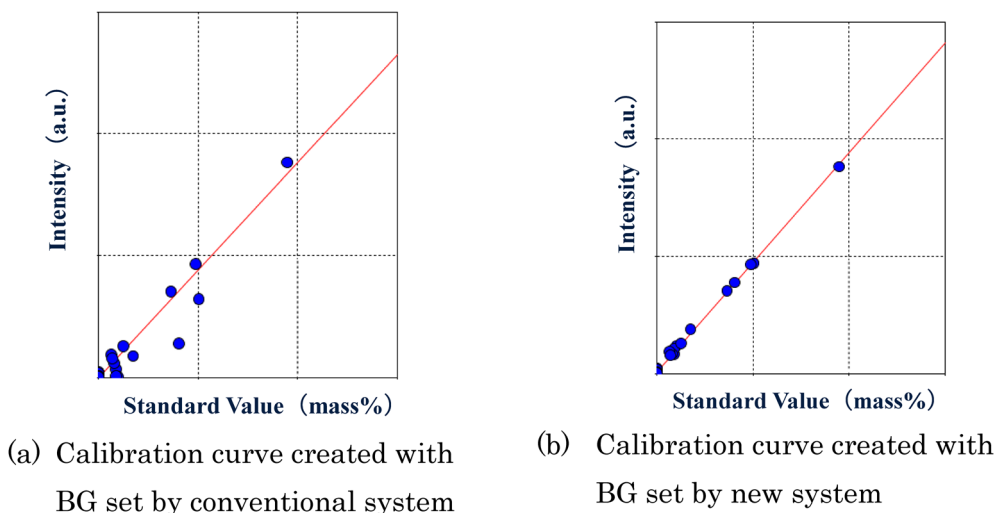 Intensity (a.u.)
Standard Value (mass%)
(a) Calibration curve created with
BG set by conventional system
Intensity (a.u.)
Standard Value (mass%)
(b) Calibration curve created with
BG set by new system